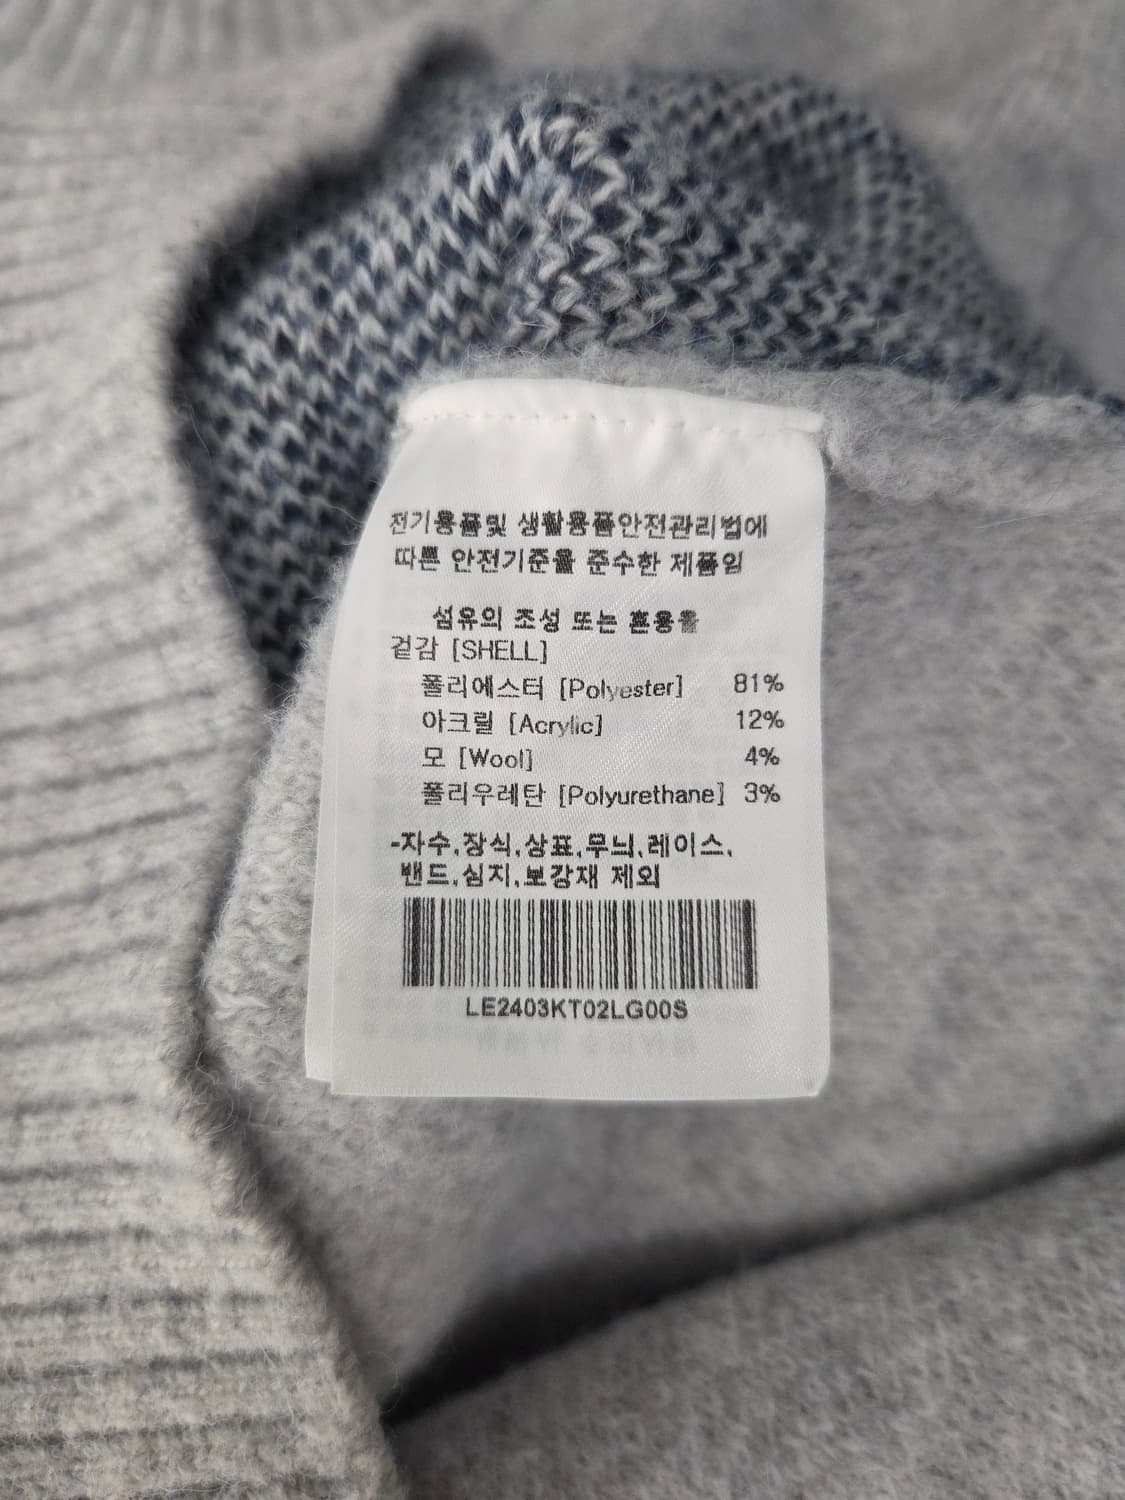 전기용품및 생활용품안전관리법에
따른 안전기준을 준수한 제품임
섬유의 조성 또는 혼용율
겉감 [SHELL]
폴리에스터 [Polyester] 81%
아크릴 [Acrylic] 12%
모 [Wool] 4%
폴리우레탄 [Polyurethane] 3%
-자수,장식,상표,무늬,레이스,
밴드,심지,보강재 제외
LE2403KT02LG00S